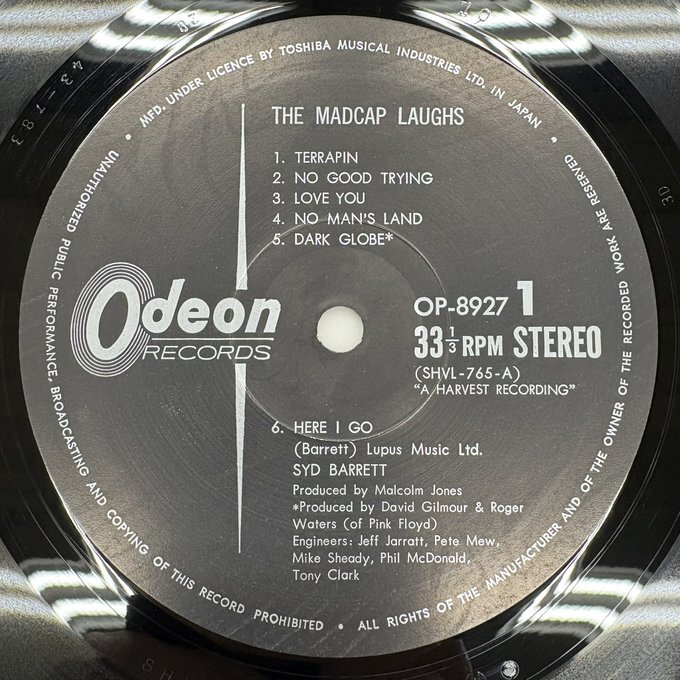 MFD. UNDER LICENCE BY TOSHIBA MUSICAL INDUSTRIES LTD. IN JAPAN
THE MADCAP LAUGHS
1. TERRAPIN
2. NO GOOD TRYING
3. LOVE YOU
4. NO MAN'S LAND
5. DARK GLOBE*
Odeon
RECORDS
OP-8927 1
33 1/3 RPM STEREO
(SHVL-765-A)
"A HARVEST RECORDING"
6. HERE I GO
(Barrett) Lupus Music Ltd.
SYD BARRETT
Produced by Malcolm Jones
*Produced by David Gilmour & Roger
Waters (of Pink Floyd)
Engineers: Jeff Jarratt, Pete Mew,
Mike Sheady, Phil McDonald,
Tony Clark
UNAUTHORIZED PUBLIC PERFORMANCE, BROADCASTING AND COPYING OF THIS RECORD PROHIBITED • ALL RIGHTS OF THE MANUFACTURER AND OF THE OWNER OF THE RECORDED WORK ARE RESERVED
43-783
3D